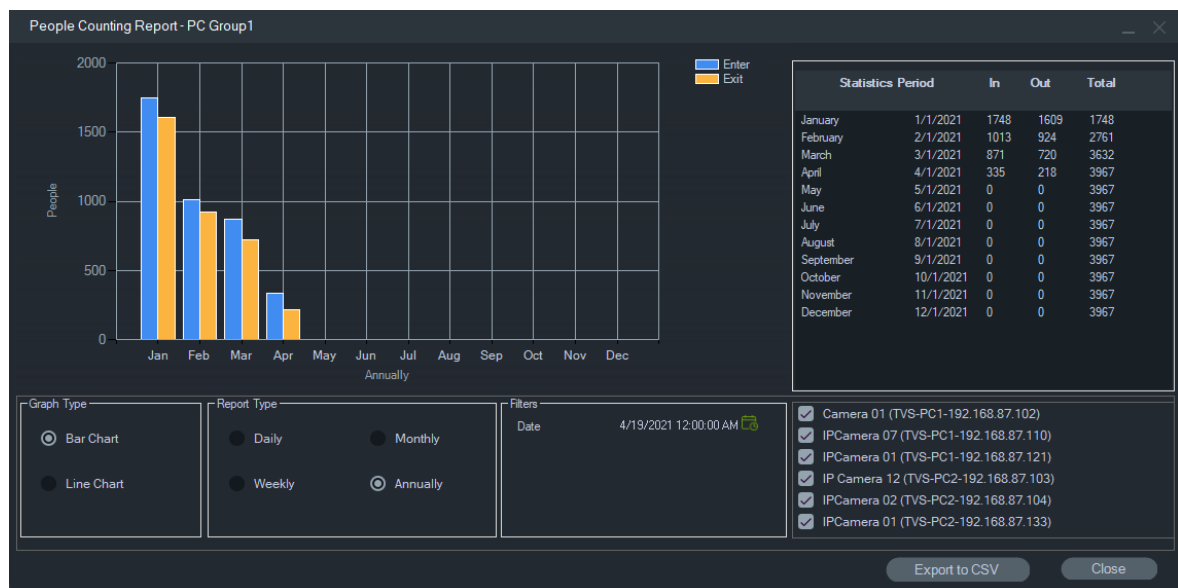 People Counting Report - PC Group1
2000
1500
1000
500
0
People
Jan Feb Mar Apr May Jun Jul Aug Sep Oct Nov Dec
Annually
Enter
Exit
Statistics Period In Out Total
January 1/1/2021 1748 1609 1748
February 2/1/2021 1013 924 2761
March 3/1/2021 871 720 3632
April 4/1/2021 335 218 3967
May 5/1/2021 0 0 3967
June 6/1/2021 0 0 3967
July 7/1/2021 0 0 3967
August 8/1/2021 0 0 3967
September 9/1/2021 0 0 3967
October 10/1/2021 0 0 3967
November 11/1/2021 0 0 3967
December 12/1/2021 0 0 3967
Graph Type
Bar Chart
Line Chart
Report Type
Daily Monthly
Weekly Annually
Filters
Date 4/19/2021 12:00:00 AM
Camera 01 (TVS-PC1-192.168.87.102)
IPCamera 07 (TVS-PC1-192.168.87.110)
IPCamera 01 (TVS-PC1-192.168.87.121)
IP Camera 12 (TVS-PC2-192.168.87.103)
IPCamera 02 (TVS-PC2-192.168.87.104)
IPCamera 01 (TVS-PC2-192.168.87.133)
Export to CSV Close